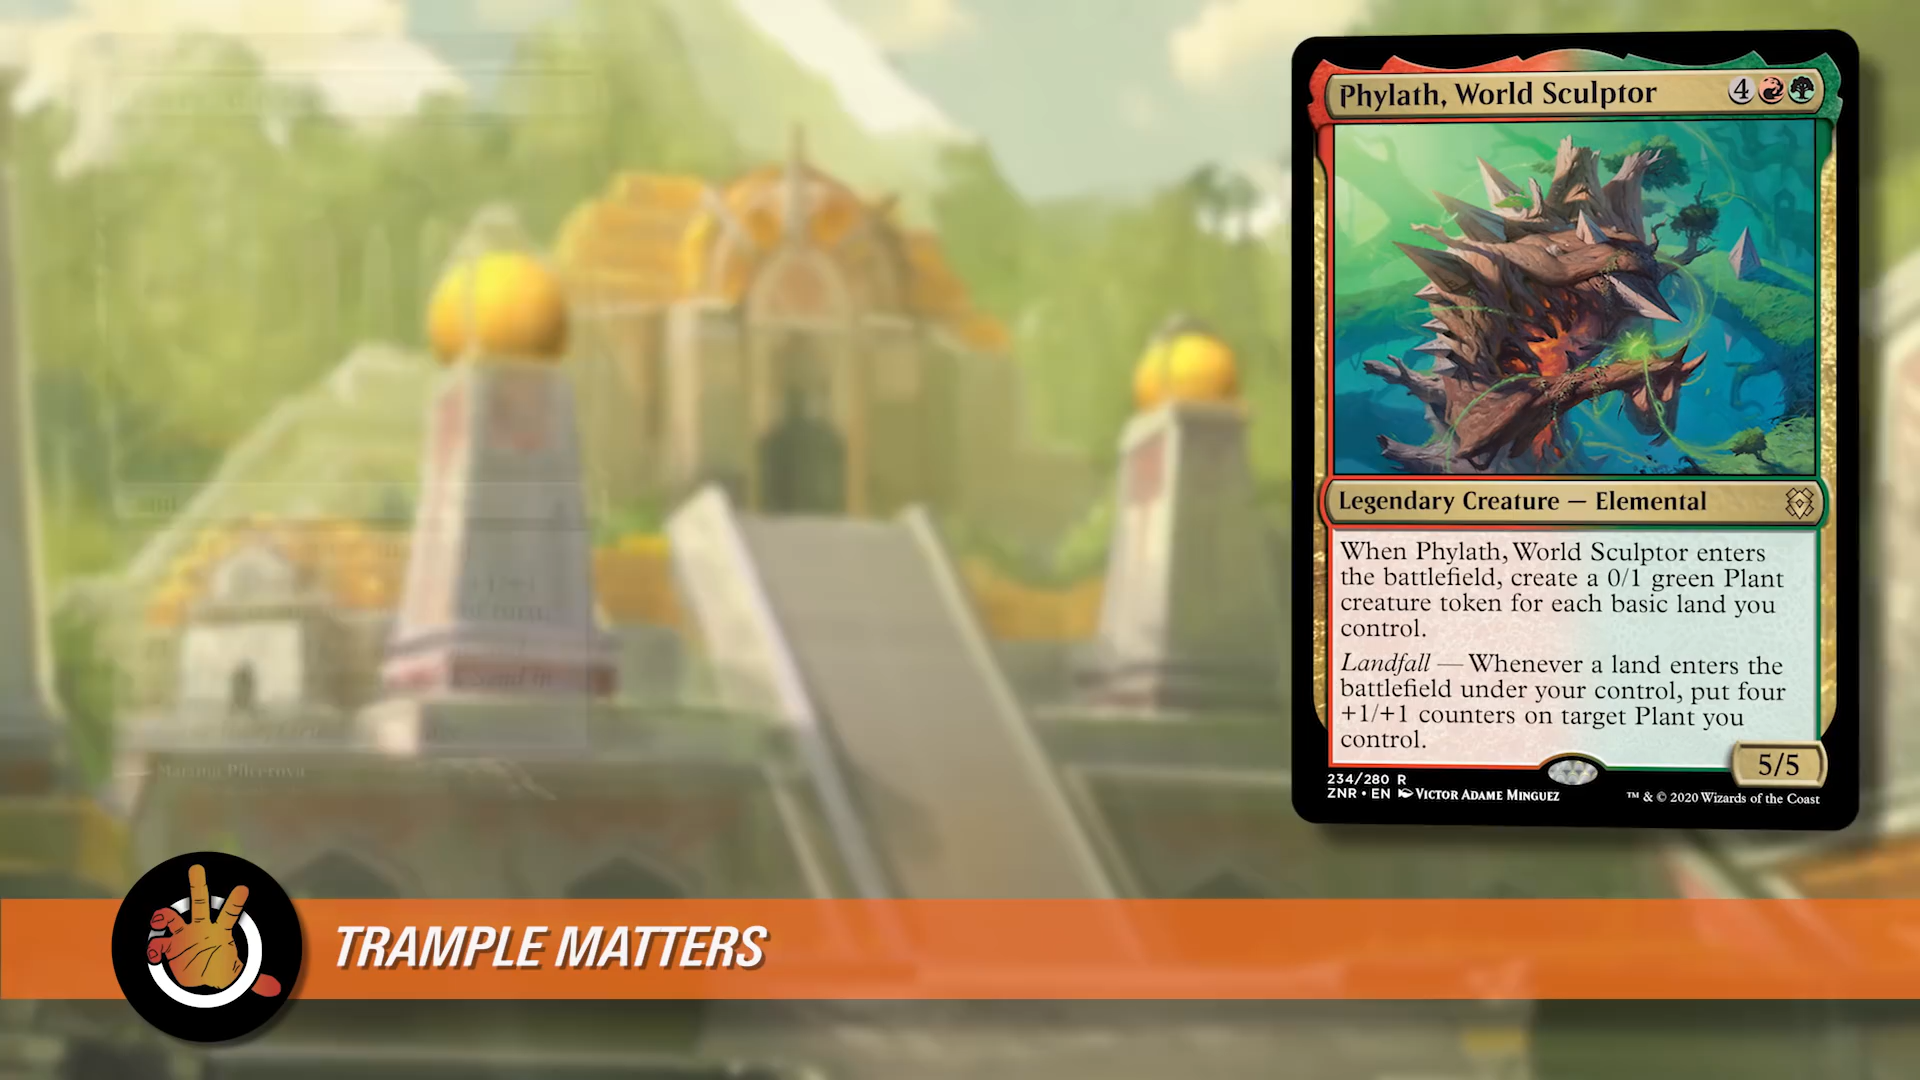 Phylath, World Sculptor 4
Legendary Creature — Elemental
When Phylath, World Sculptor enters
the battlefield, create a 0/1 green Plant
creature token for each basic land you
control.
Landfall — Whenever a land enters the
battlefield under your control, put four
+1/+1 counters on target Plant you
control.
5/5
234/280 R
ZNR • EN VICTOR ADAME MINGUEZ
™ & © 2020 Wizards of the Coast
TRAMPLE MATTERS